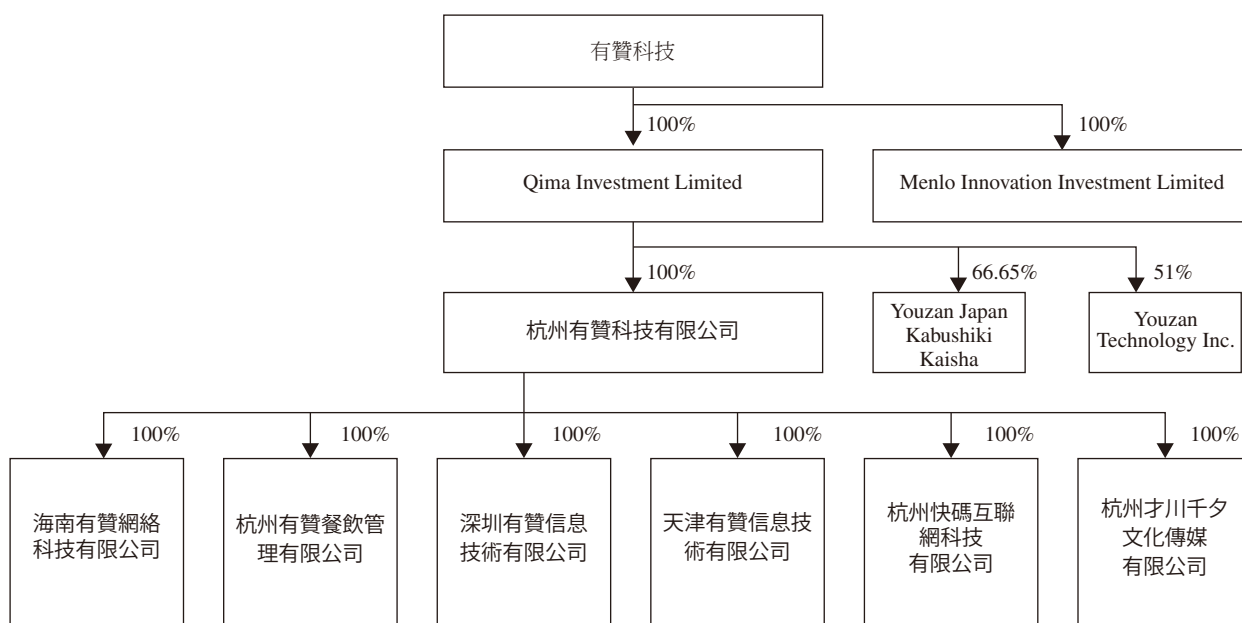 有贊科技
100%
100%
Qima Investment Limited
Menlo Innovation Investment Limited
100%
66.65%
51%
杭州有贊科技有限公司
Youzan Japan
Kabushiki
Kaisha
Youzan
Technology Inc.
100%
100%
100%
100%
100%
100%
海南有贊網絡
科技有限公司
杭州有贊餐飲管
理有限公司
深圳有贊信息
技術有限公司
天津有贊信息技
術有限公司
杭州快碼互聯
網科技
有限公司
杭州才川千夕
文化傳媒
有限公司